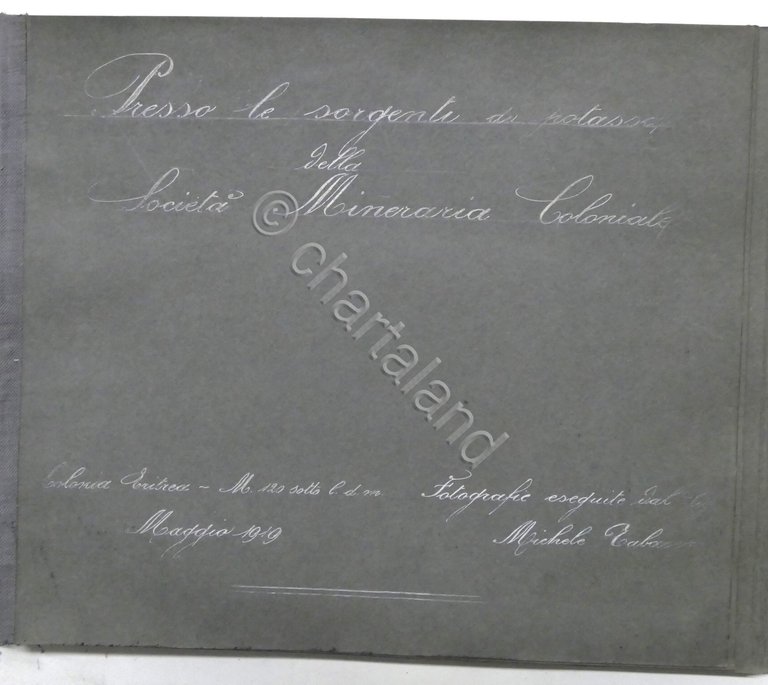 Presso le sorgenti di potassa
della
Società Mineraria Coloniale
Colonia Eritrea - M. 120 sotto l. d. m.
Maggio 1919
Fotografie eseguite dal
Michele
© chartaland